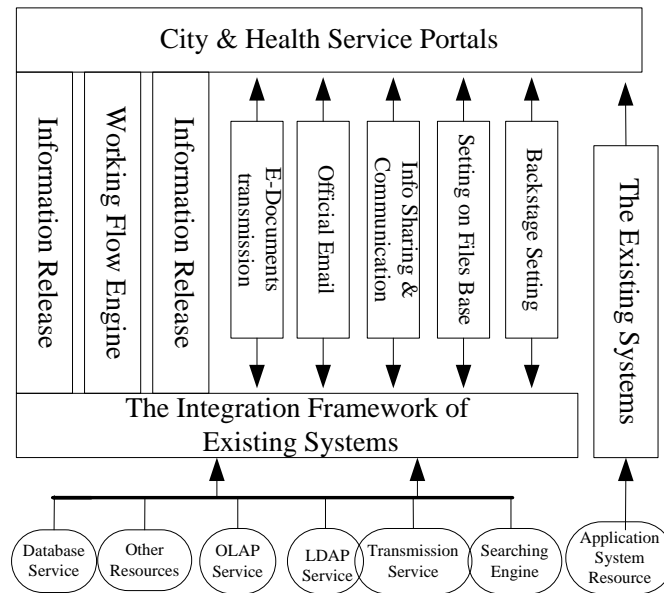 City & Health Service Portals
Information Release
Working Flow Engine
Information Release
E-Documents
transmission
Official Email
Info Sharing &
Communication
Setting on Files Base
Backstage Setting
The Existing Systems
The Integration Framework of
Existing Systems
Database
Service
Other
Resources
OLAP
Service
LDAP
Service
Transmission
Service
Searching
Engine
Application
System
Resource